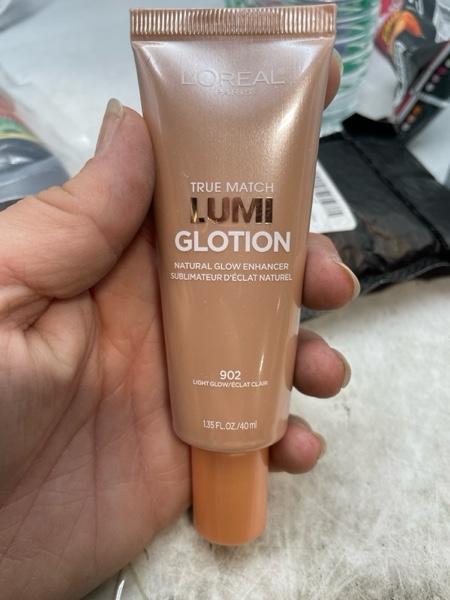 L'ORÉAL
PARIS
TRUE MATCH
LUMI
GLOTION
NATURAL GLOW ENHANCER
SUBLIMATEUR D'ÉCLAT NATUREL
902
LIGHT GLOW/ÉCLAT CLAIR
1.35 FL.OZ./40 ml